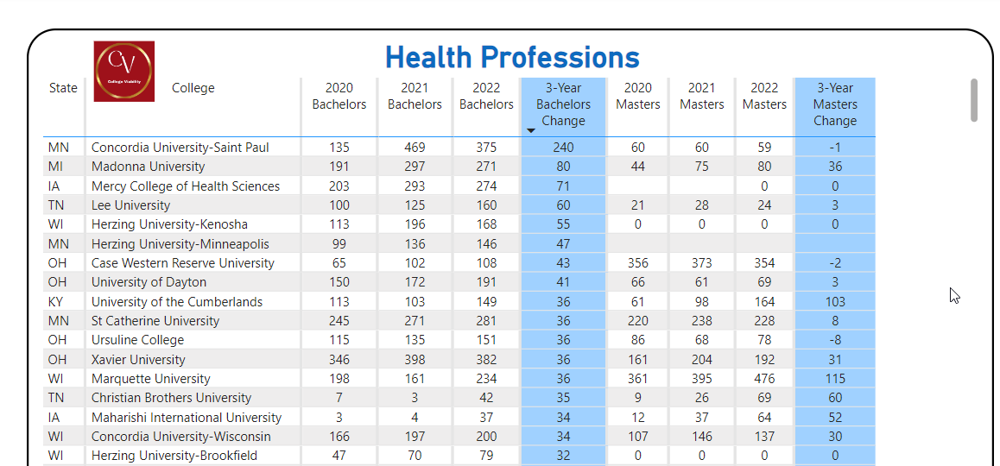 CV
College Viability
Health Professions
State College 2020 Bachelors 2021 Bachelors 2022 Bachelors 3-Year Bachelors Change 2020 Masters 2021 Masters 2022 Masters 3-Year Masters Change
MN Concordia University-Saint Paul 135 469 375 240 60 60 59 -1
MI Madonna University 191 297 271 80 44 75 80 36
IA Mercy College of Health Sciences 203 293 274 71 0 0
TN Lee University 100 125 160 60 21 28 24 3
WI Herzing University-Kenosha 113 196 168 55 0 0 0 0
MN Herzing University-Minneapolis 99 136 146 47
OH Case Western Reserve University 65 102 108 43 356 373 354 -2
OH University of Dayton 150 172 191 41 66 61 69 3
KY University of the Cumberlands 113 103 149 36 61 98 164 103
MN St Catherine University 245 271 281 36 220 238 228 8
OH Ursuline College 115 135 151 36 86 68 78 -8
OH Xavier University 346 398 382 36 161 204 192 31
WI Marquette University 198 161 234 36 361 395 476 115
TN Christian Brothers University 7 3 42 35 9 26 69 60
IA Maharishi International University 3 4 37 34 12 37 64 52
WI Concordia University-Wisconsin 166 197 200 34 107 146 137 30
WI Herzing University-Brookfield 47 70 79 32 0 0 0 0